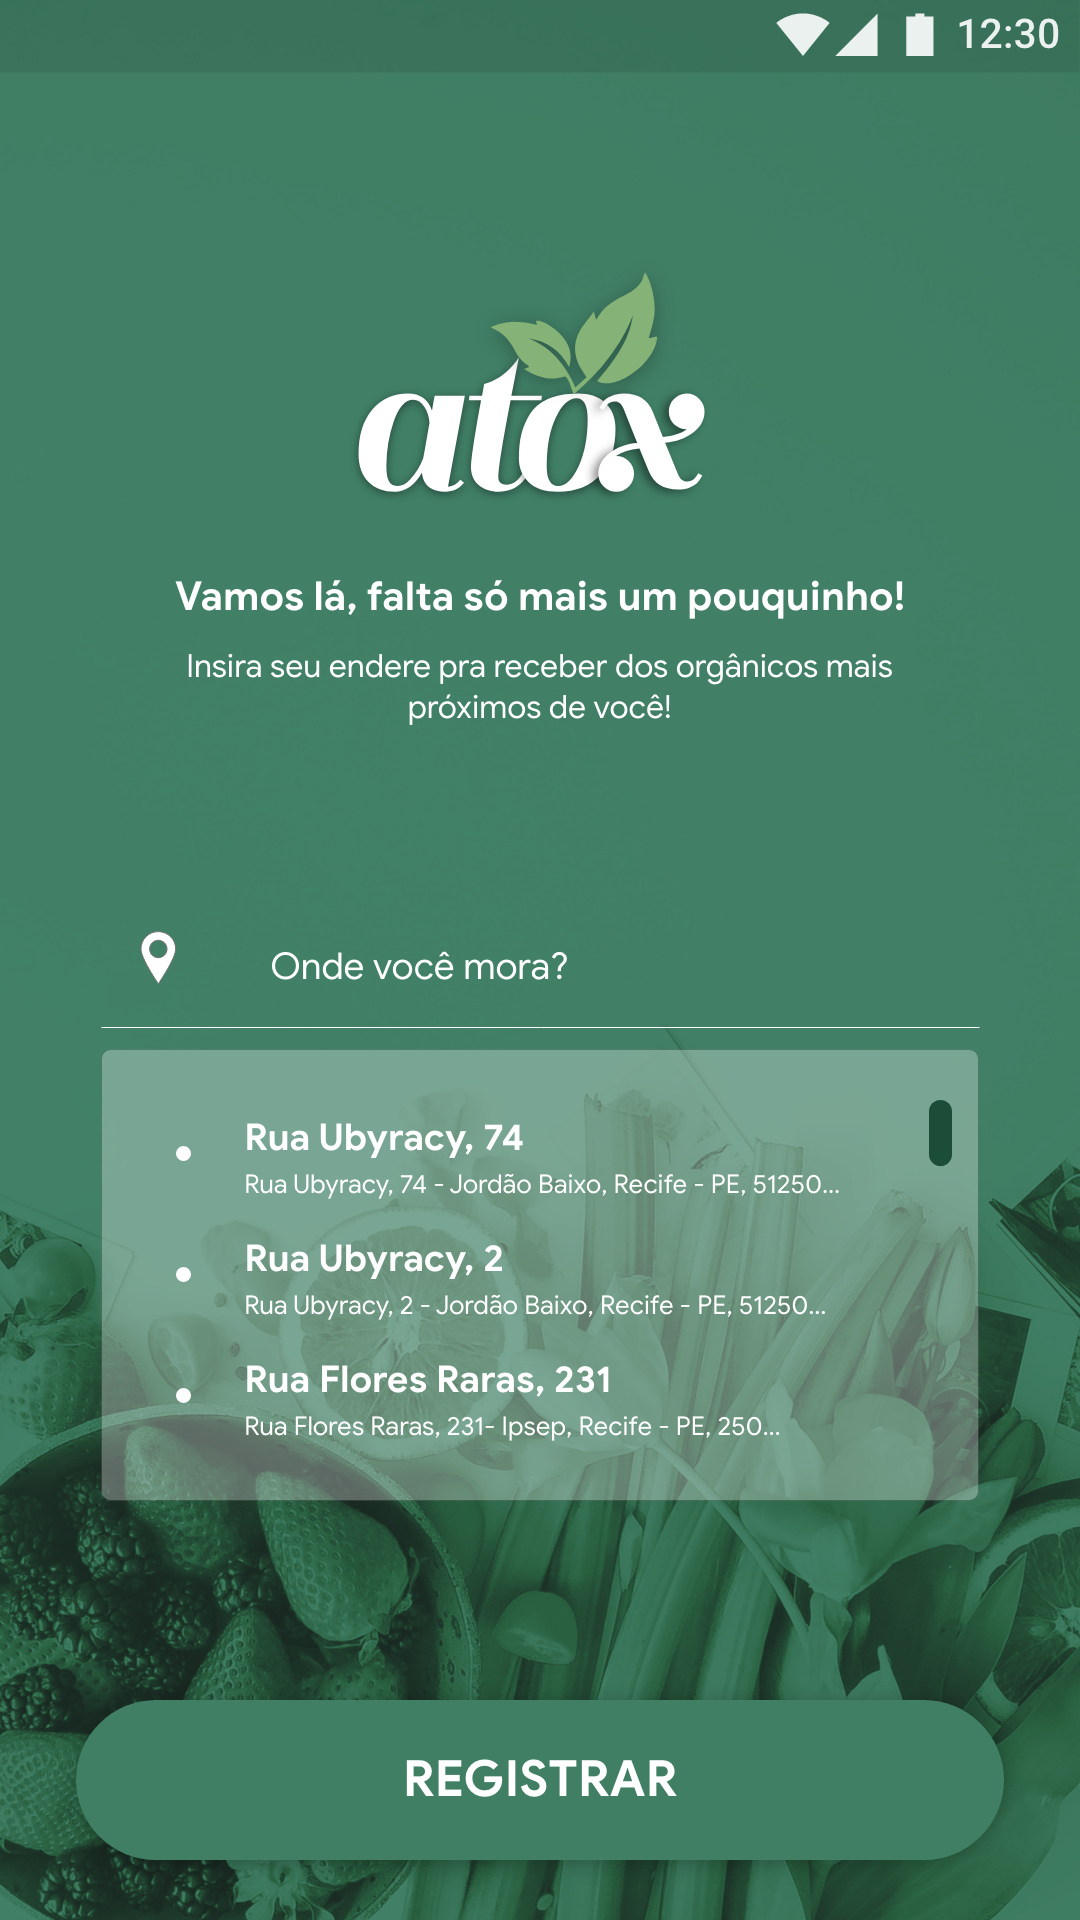 12:30
atox
Vamos lá, falta só mais um pouquinho!
Insira seu endere pra receber dos orgânicos mais
próximos de você!
Onde você mora?
Rua Ubyracy, 74
Rua Ubyracy, 74 - Jordão Baixo, Recife - PE, 51250...
Rua Ubyracy, 2
Rua Ubyracy, 2 - Jordão Baixo, Recife - PE, 51250...
Rua Flores Raras, 231
Rua Flores Raras, 231- Ipsep, Recife - PE, 250...
REGISTRAR